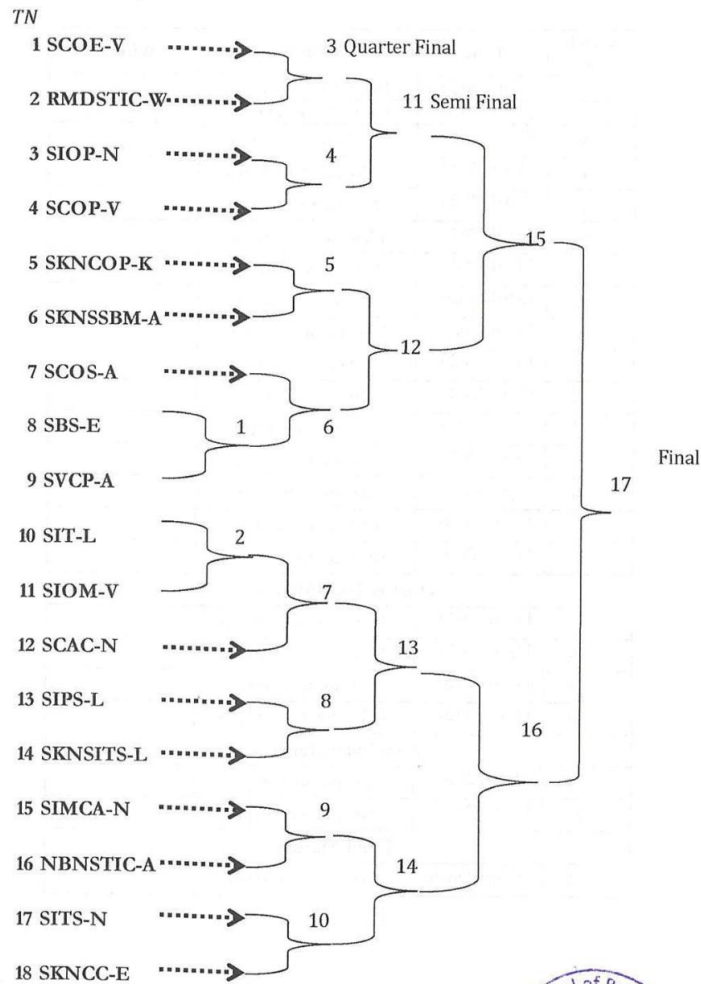 TN
1 SCOE-V
3 Quarter Final
2 RMDSTIC-W
11 Semi Final
3 SIOP-N
4
4 SCOP-V
15
5 SKNCOP-K
5
6 SKNSSBM-A
12
7 SCOS-A
8 SBS-E
1
6
9 SVCP-A
Final
17
10 SIT-L
2
11 SIOM-V
7
12 SCAC-N
13
13 SIPS-L
8
14 SKNSITS-L
16
15 SIMCA-N
9
16 NBNSTIC-A
14
17 SITS-N
10
18 SKNCC-E